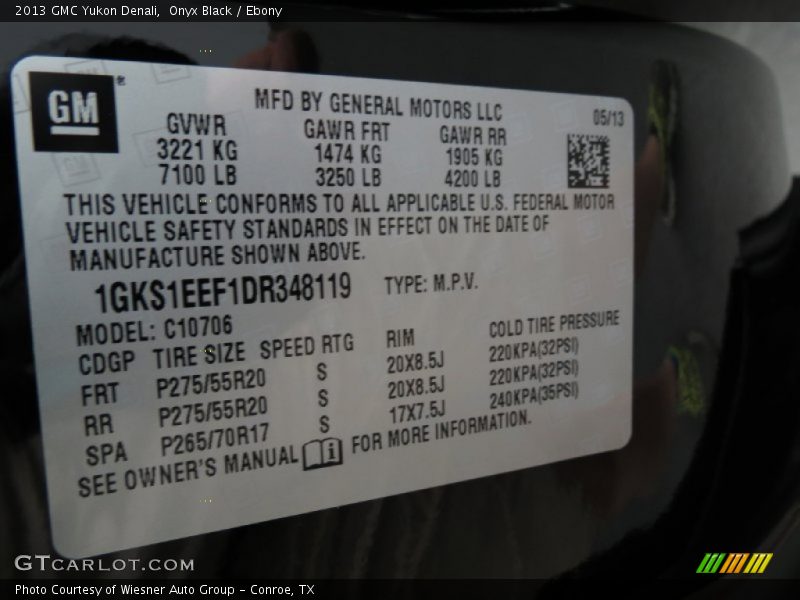 2013 GMC Yukon Denali, Onyx Black / Ebony
GM ®
MFD BY GENERAL MOTORS LLC
05/13
GVWR GAWR FRT GAWR RR
3221 KG 1474 KG 1905 KG
7100 LB 3250 LB 4200 LB
THIS VEHICLE CONFORMS TO ALL APPLICABLE U.S. FEDERAL MOTOR
VEHICLE SAFETY STANDARDS IN EFFECT ON THE DATE OF
MANUFACTURE SHOWN ABOVE.
1GKS1EEF1DR348119 TYPE: M.P.V.
MODEL: C10706
CDGP TIRE SIZE SPEED RTG RIM COLD TIRE PRESSURE
FRT P275/55R20 S 20X8.5J 220KPA(32PSI)
RR P275/55R20 S 20X8.5J 220KPA(32PSI)
SPA P265/70R17 S 17X7.5J 240KPA(35PSI)
SEE OWNER'S MANUAL i FOR MORE INFORMATION.
GTCARLOT.COM
Photo Courtesy of Wiesner Auto Group - Conroe, TX